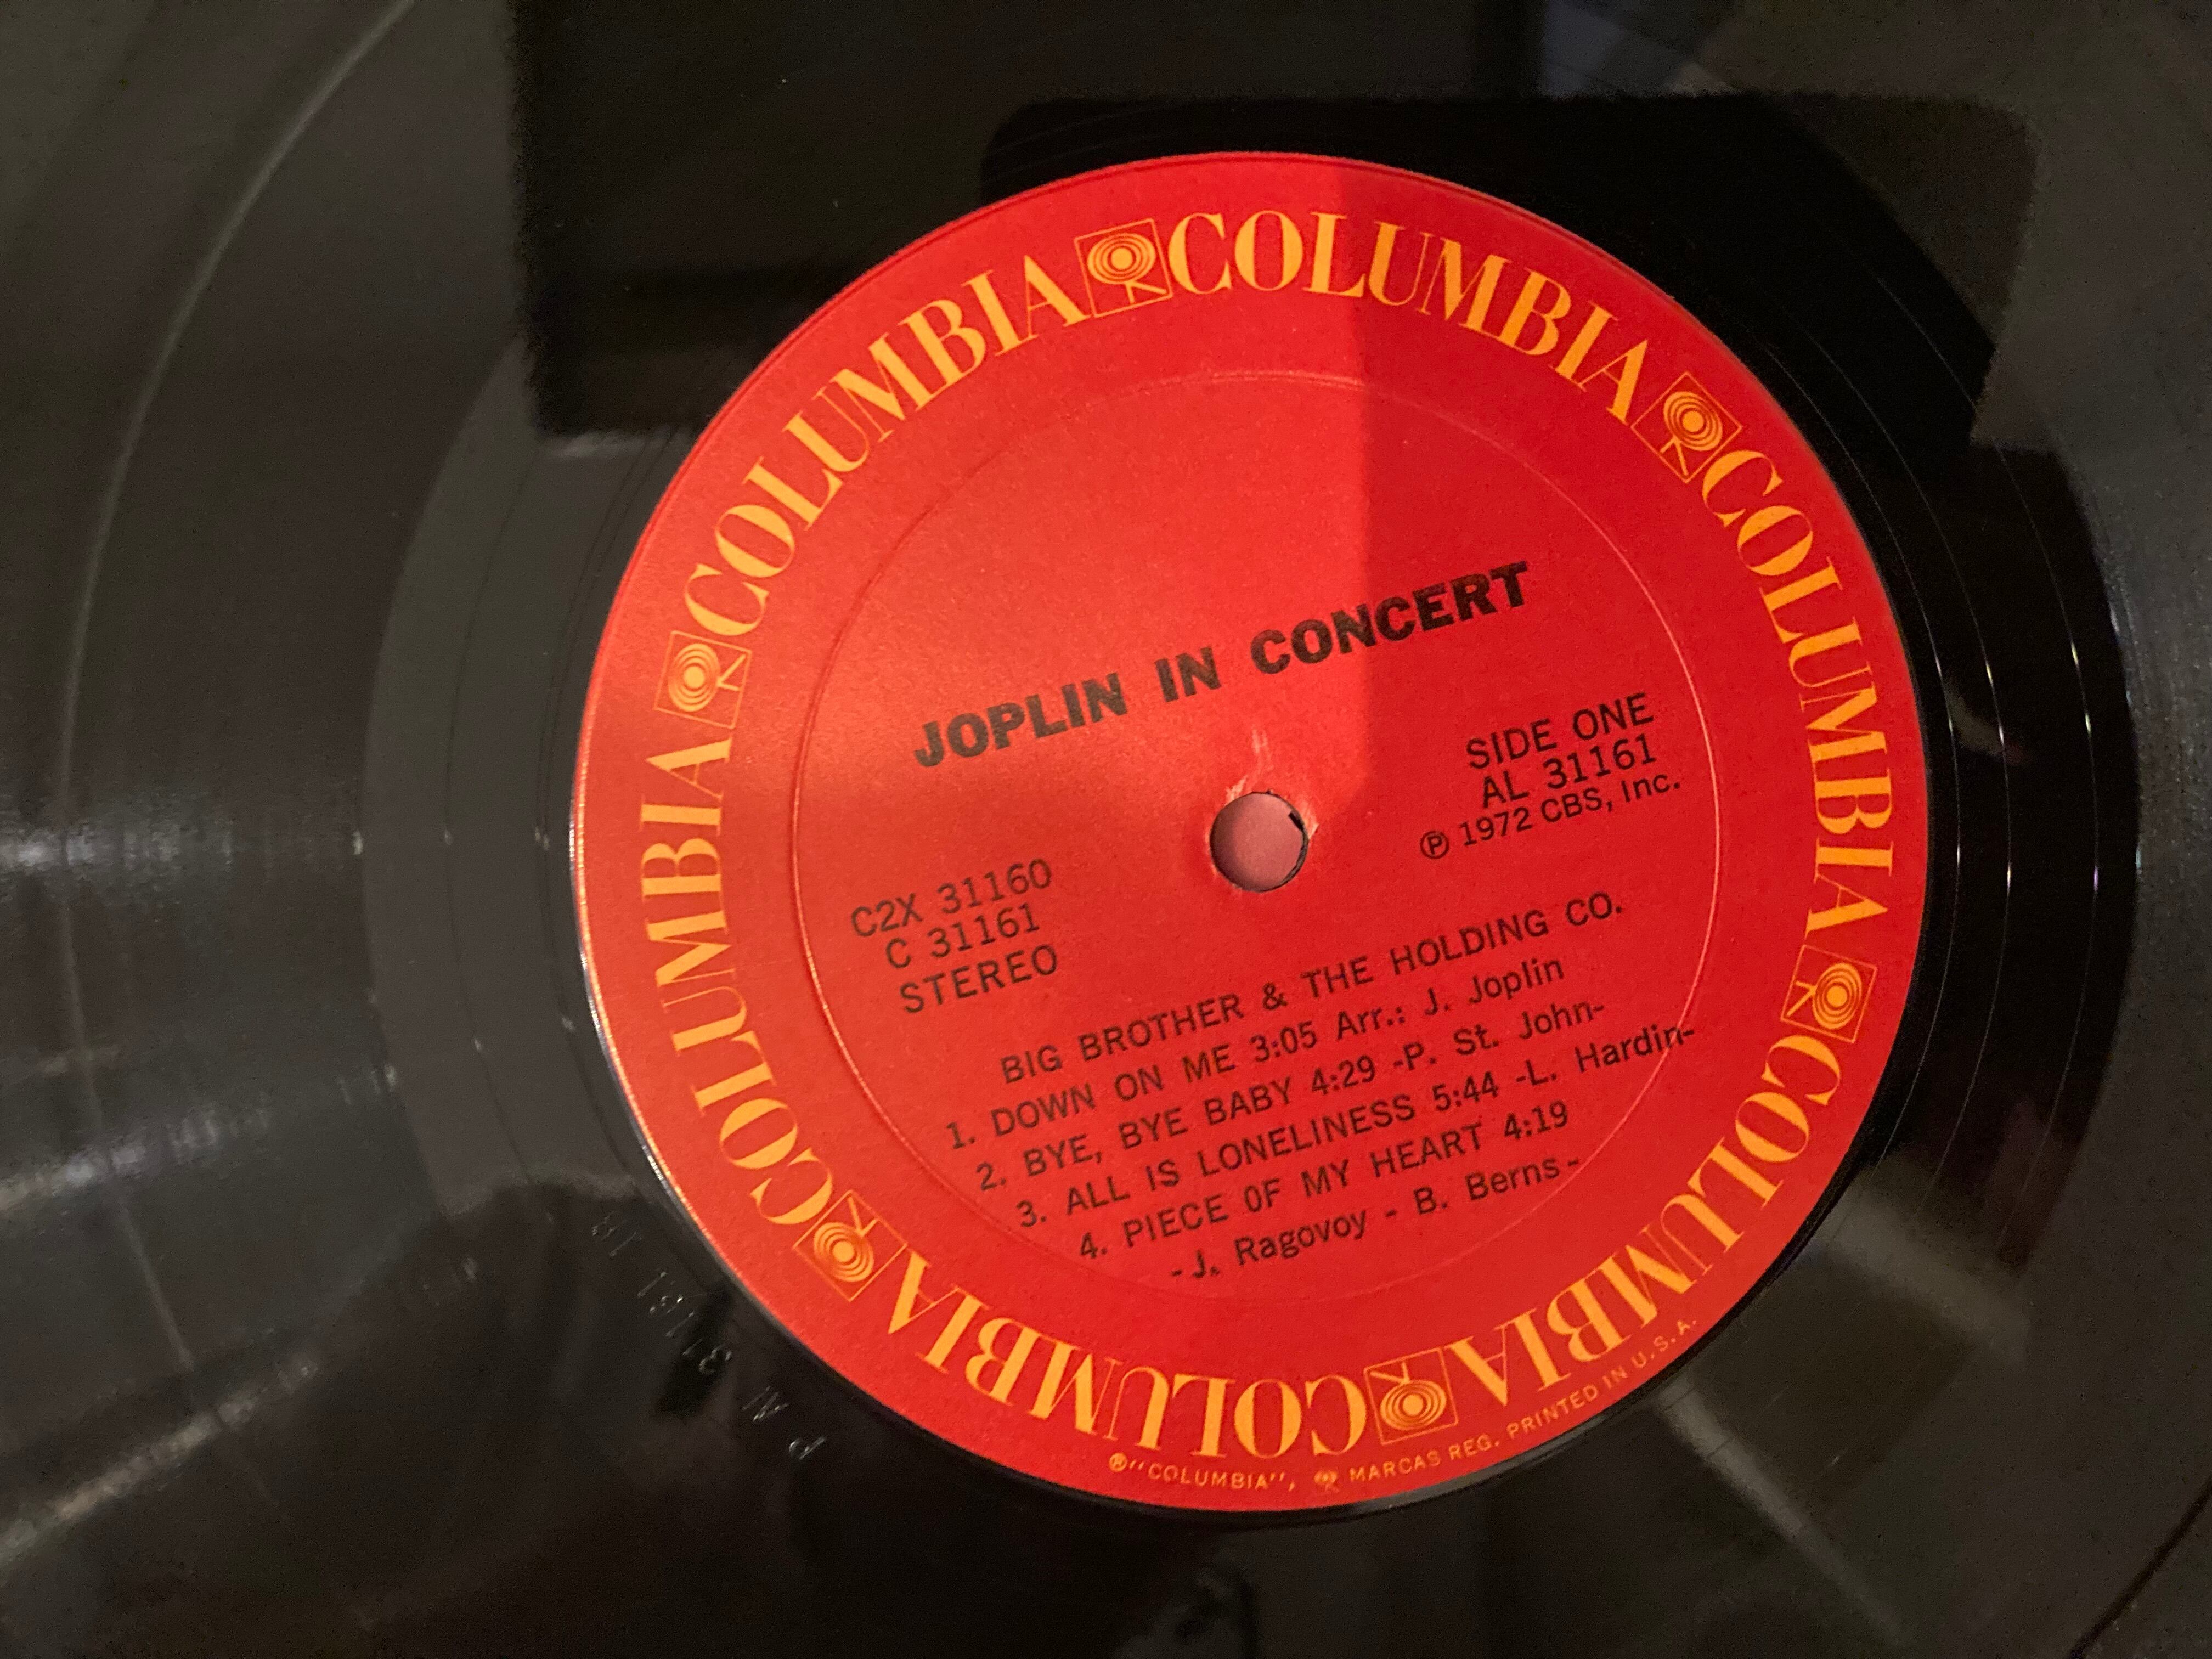 COLUMBIA COLUMBIA COLUMBIA COLUMBIA COLUMBIA COLUMBIA
JOPLIN IN CONCERT
SIDE ONE
AL 31161
℗ 1972 CBS, Inc.
C2X 31160
C 31161
STEREO
BIG BROTHER & THE HOLDING CO.
1. DOWN ON ME 3:05 Arr.: J. Joplin
2. BYE, BYE BABY 4:29 -P. St. John-
3. ALL IS LONELINESS 5:44 -L. Hardin-
4. PIECE OF MY HEART 4:19
-J. Ragovoy - B. Berns-
®"COLUMBIA", MARCAS REG. PRINTED IN U.S.A.